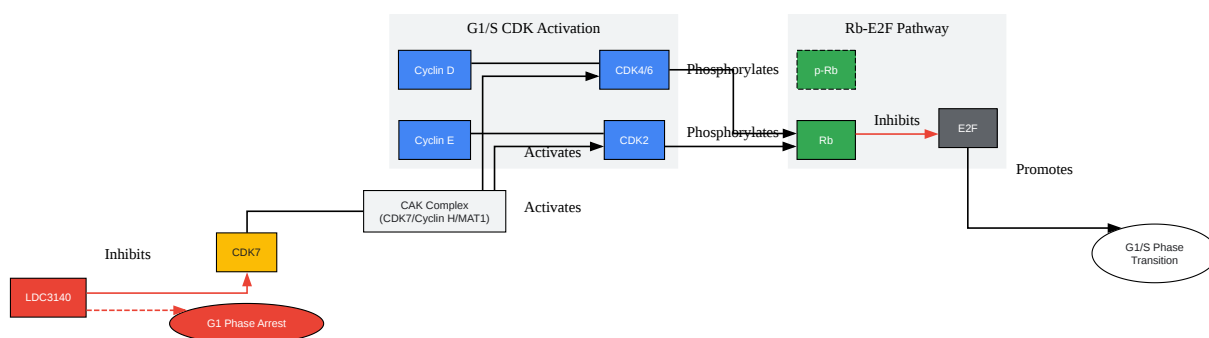 G1/S CDK Activation
Rb-E2F Pathway
Cyclin D
CDK4/6
Phosphorylates
p-Rb
Cyclin E
CDK2
Phosphorylates
Rb
Inhibits
E2F
Activates
Promotes
CAK Complex
(CDK7/Cyclin H/MAT1)
Activates
G1/S Phase
Transition
Inhibits
CDK7
LDC3140
G1 Phase Arrest